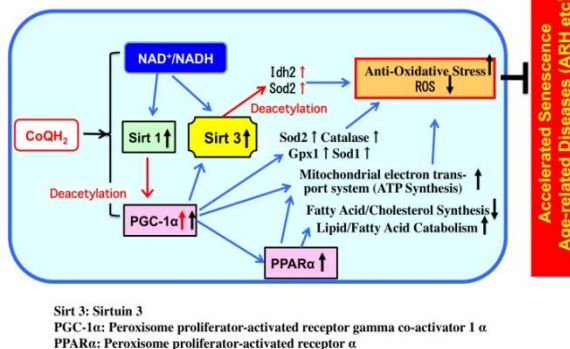 NAD⁺/NADH
Idh2 ↑
Sod2 ↑
Deacetylation
Anti-Oxidative Stress ↑
ROS ↓
CoQH₂
Sirt 1 ↑
Sirt 3 ↑
Sod2 ↑ Catalase ↑
Gpx1 ↑ Sod1 ↑
Deacetylation
Mitochondrial electron trans-
port system (ATP Synthesis) ↑
PGC-1α ↑ ↑
Fatty Acid/Cholesterol Synthesis ↓
Lipid/Fatty Acid Catabolism ↑
PPARα ↑
Accelerated Senescence
Age-related Diseases (ARH etc)
Sirt 3: Sirtuin 3
PGC-1α: Peroxisome proliferator-activated receptor gamma co-activator 1 α
PPARα: Peroxisome proliferator-activated receptor α